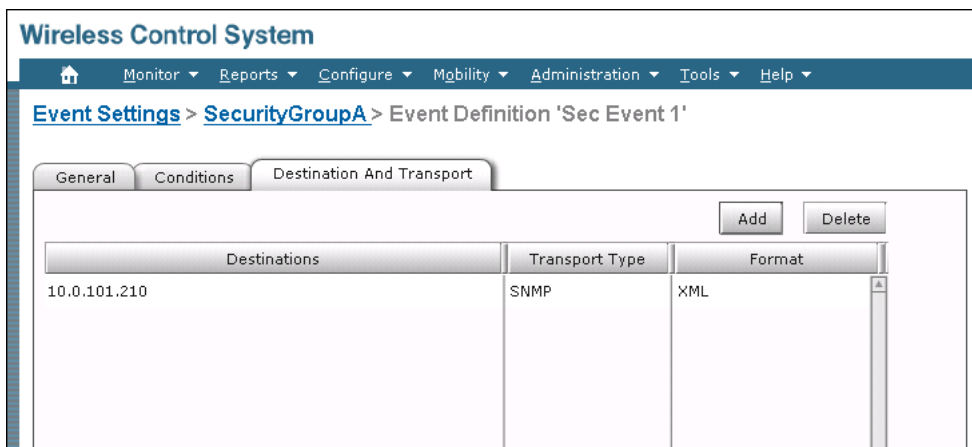 Wireless Control System
Monitor Reports Configure Mobility Administration Tools Help
Event Settings > SecurityGroupA > Event Definition 'Sec Event 1'
General Conditions Destination And Transport
Add Delete
Destinations Transport Type Format
10.0.101.210 SNMP XML